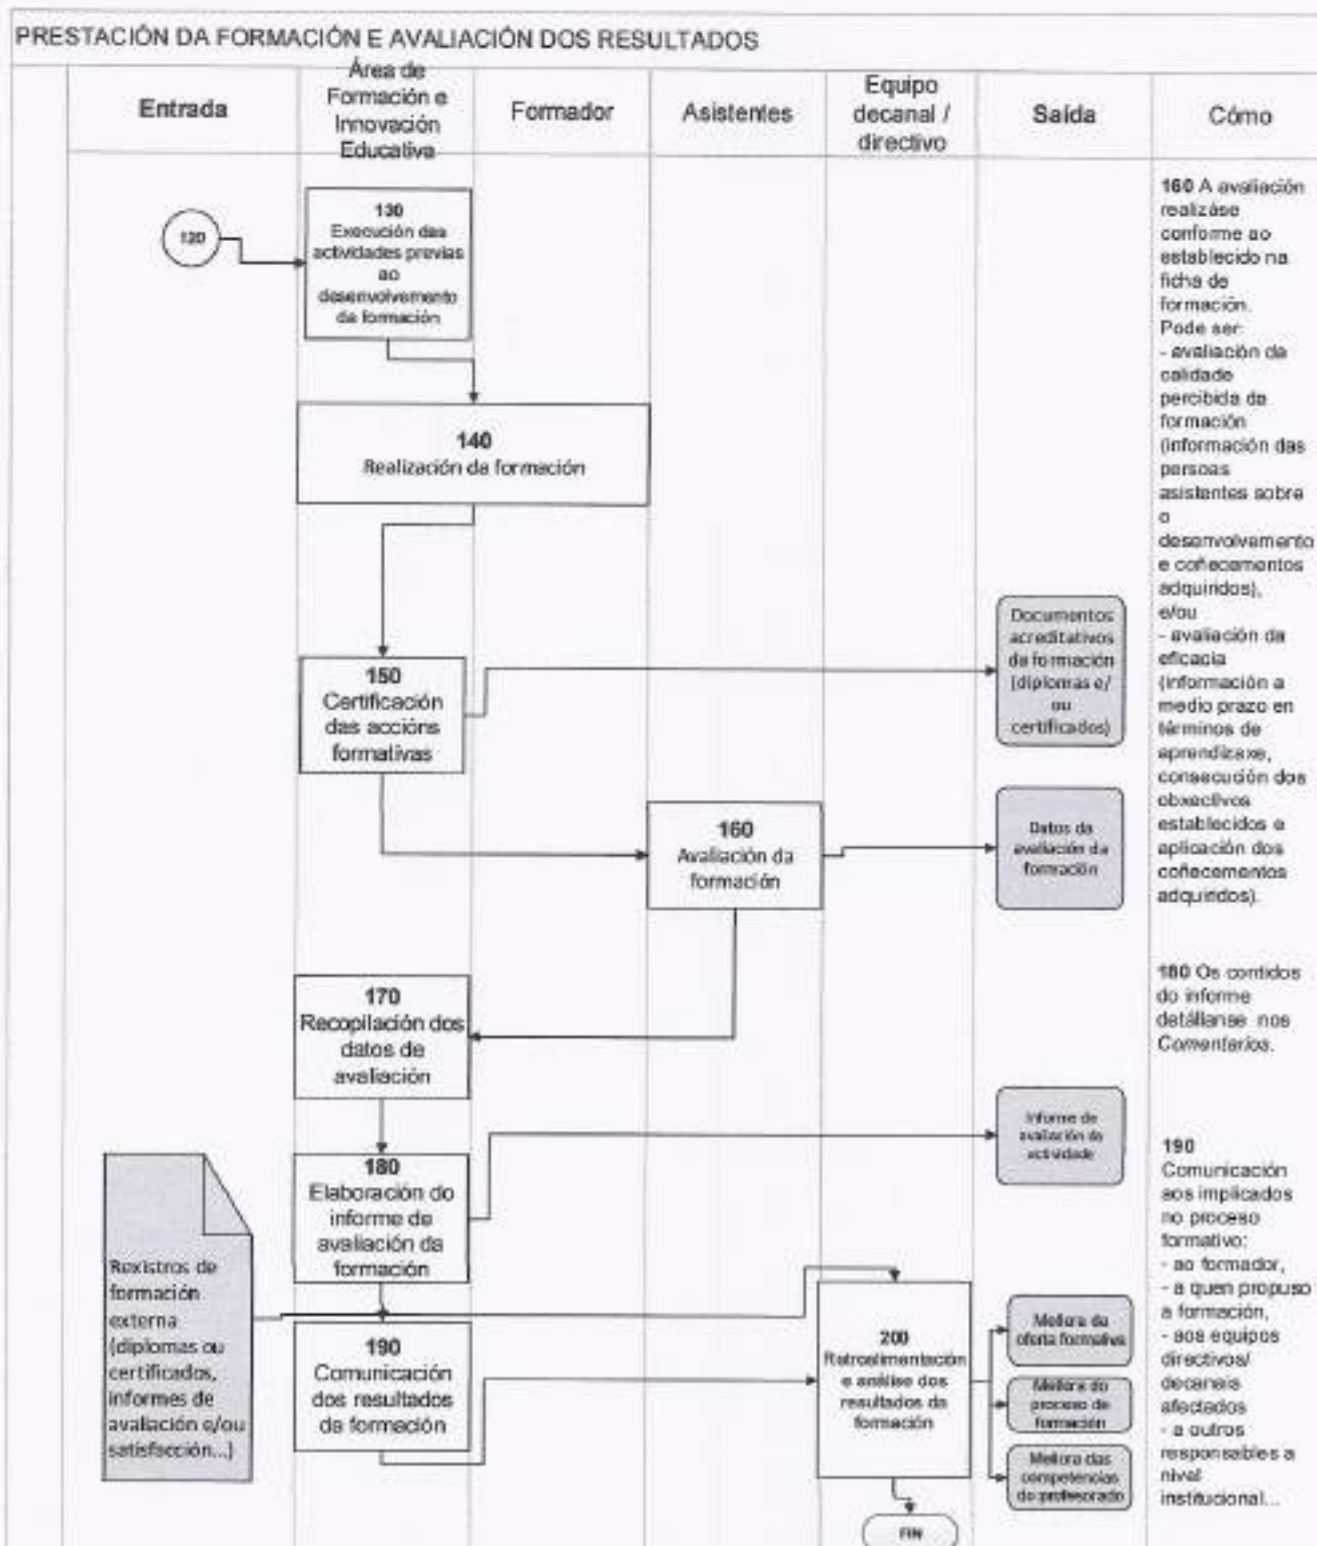 PRESTACIÓN DA FORMACIÓN E AVALIACIÓN DOS RESULTADOS
Entrada
Área de
Formación e
Innovación
Educativa
Formador
Asistentes
Equipo
decanal /
directivo
Saída
Cómo
120
130
Execución das
actividades previas
ao
desenvolvemento
da formación
140
Realización da formación
150
Certificación
das accións
formativas
Documentos
acreditativos
da formación
(diplomas e/
ou
certificados)
160
Avaliación da
formación
Datos da
avaliación da
formación
170
Recopilación dos
datos de
avaliación
180
Elaboración do
informe de
avaliación da
formación
Informe de
avaliación da
actividade
Rexistros de
formación
externa
(diplomas ou
certificados,
informes de
avaliación e/ou
satisfacción...)
190
Comunicación
dos resultados
da formación
200
Retroalimentación
e análise dos
resultados da
formación
Mellora da
oferta formativa
Mellora do
proceso de
formación
Mellora das
competencias
do profesorado
FIN
160 A avaliación
realizáse
conforme ao
establecido na
ficha de
formación.
Pode ser:
- avaliación da
calidade
percibida da
formación
(información das
persoas
asistentes sobre
o
desenvolvemento
e coñecementos
adquiridos),
e/ou
- avaliación da
eficacia
(información a
medio prazo en
términos de
aprendizaxe,
consecución dos
obxectivos
establecidos e
aplicación dos
coñecementos
adquiridos).
180 Os contidos
do informe
detállanse nos
Comentarios.
190
Comunicación
aos implicados
no proceso
formativo:
- ao formador,
- a quen propuso
a formación,
- aos equipos
directivos/
decanais
afectados
- a outros
responsables a
nivel
institucional...